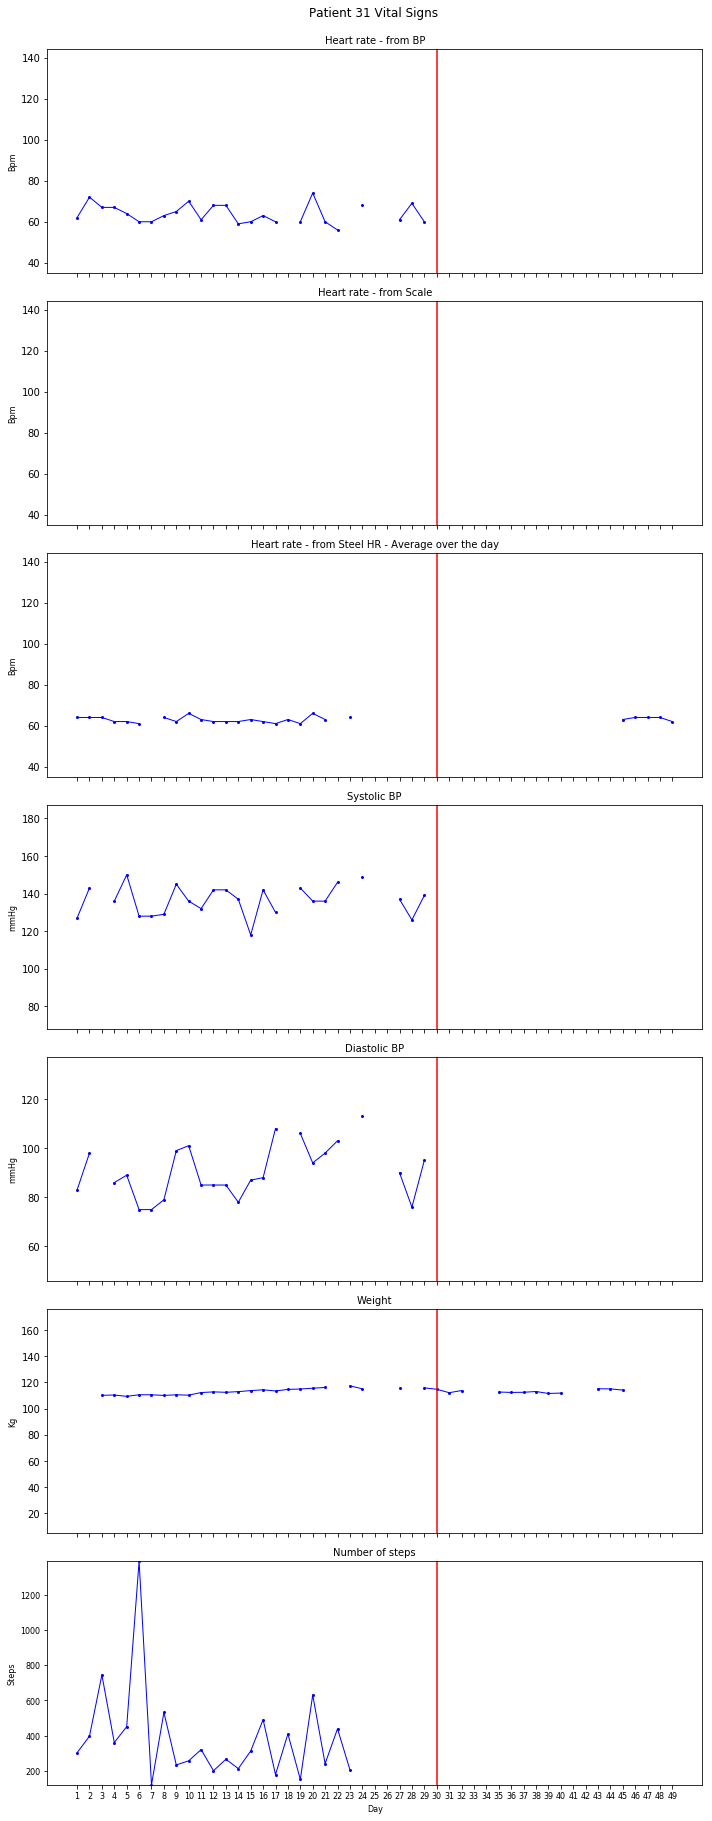 Patient 31 Vital Signs
Heart rate - from BP
140
120
100
80
60
40
Bpm
Heart rate - from Scale
140
120
100
80
60
40
Bpm
Heart rate - from Steel HR - Average over the day
140
120
100
80
60
40
Bpm
Systolic BP
180
160
140
120
100
80
mmHg
Diastolic BP
120
100
80
60
mmHg
Weight
160
140
120
100
80
60
40
20
Kg
Number of steps
1200
1000
800
600
400
200
Steps
1 2 3 4 5 6 7 8 9 10 11 12 13 14 15 16 17 18 19 20 21 22 23 24 25 26 27 28 29 30 31 32 33 34 35 36 37 38 39 40 41 42 43 44 45 46 47 48 49
Day